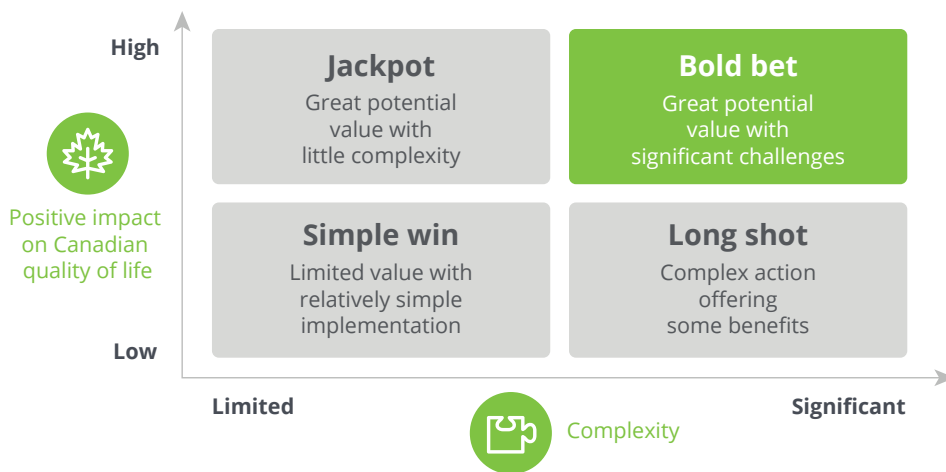 High
Jackpot
Great potential
value with
little complexity
Bold bet
Great potential
value with
significant challenges
Positive impact
on Canadian
quality of life
Simple win
Limited value with
relatively simple
implementation
Long shot
Complex action
offering
some benefits
Low
Limited
Significant
Complexity